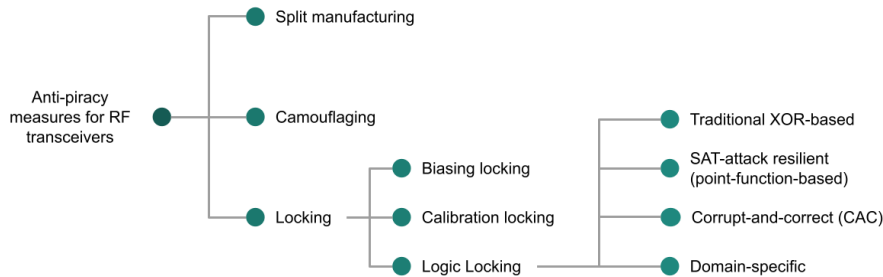 Anti-piracy
measures for RF
transceivers
Split manufacturing
Camouflaging
Locking
Biasing locking
Calibration locking
Logic Locking
Traditional XOR-based
SAT-attack resilient
(point-function-based)
Corrupt-and-correct (CAC)
Domain-specific